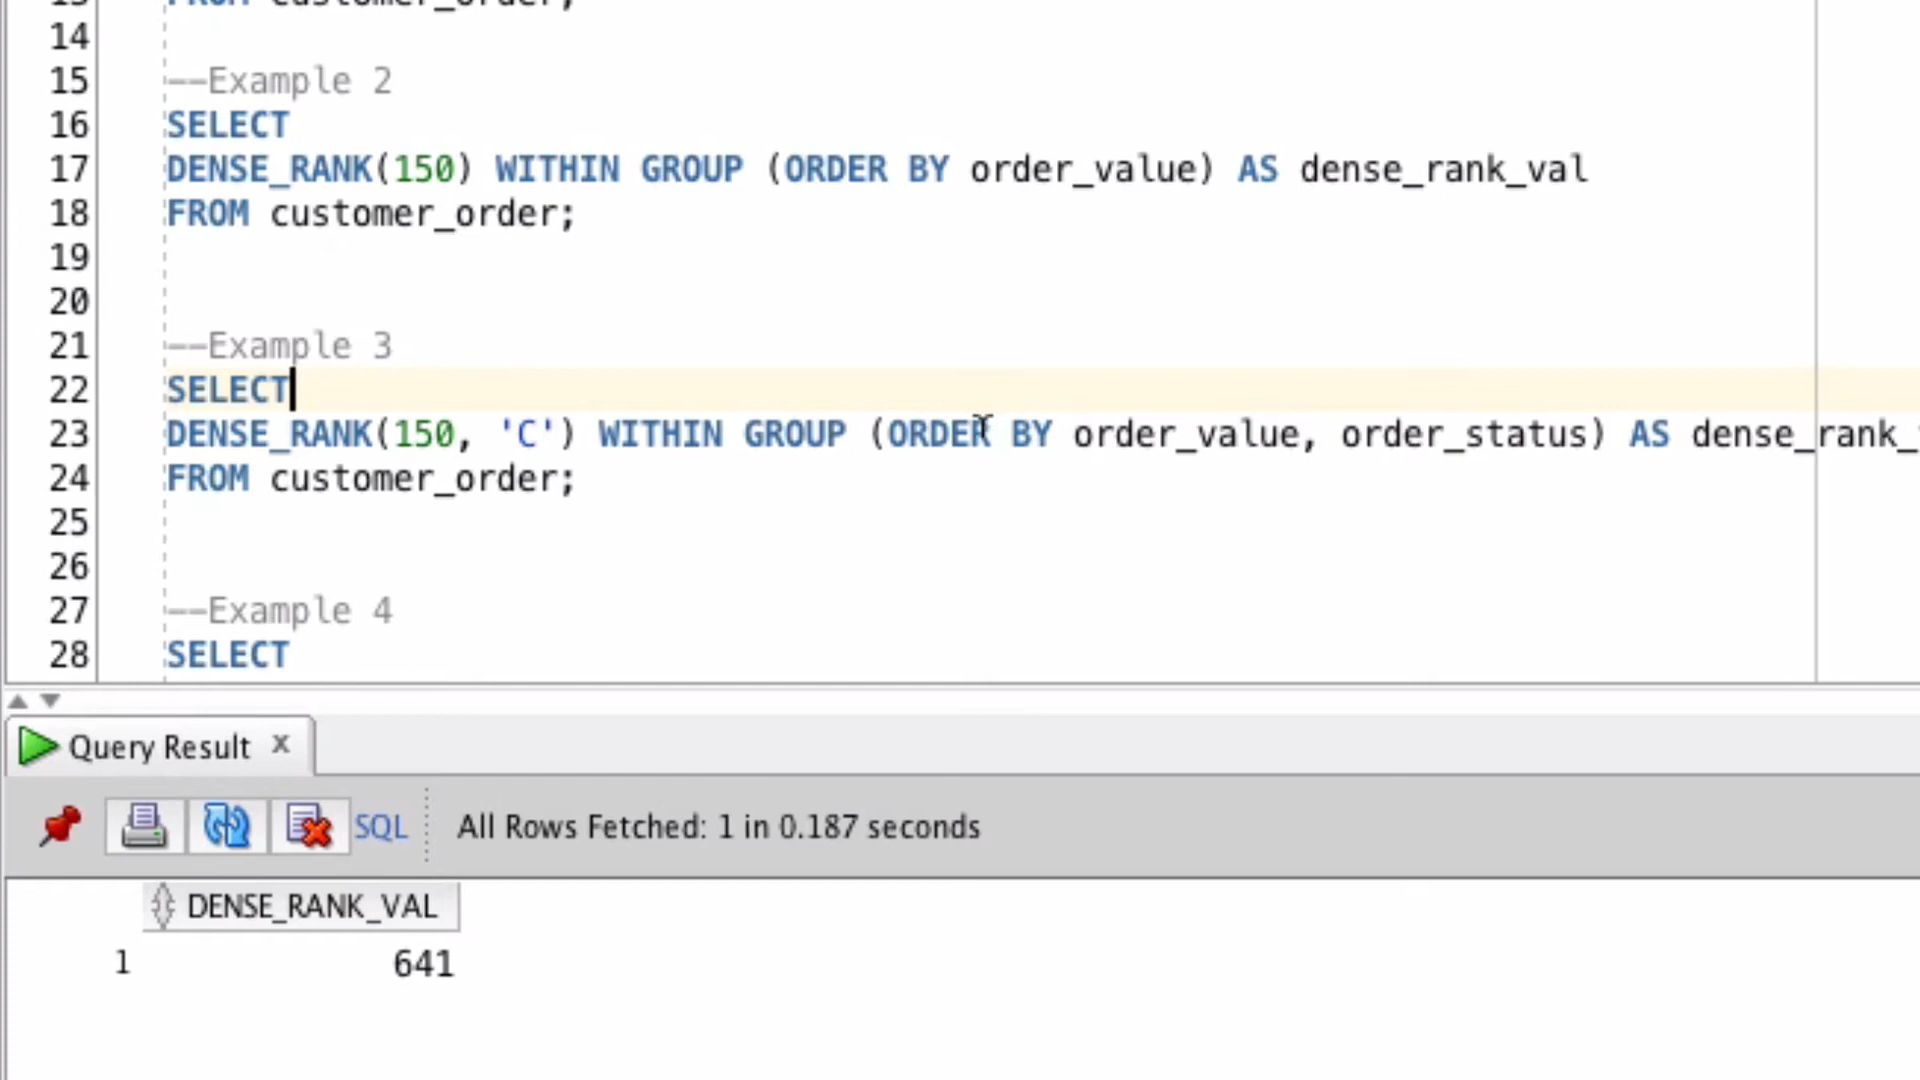 13 FROM customer_order;
14
15 --Example 2
16 SELECT
17 DENSE_RANK(150) WITHIN GROUP (ORDER BY order_value) AS dense_rank_val
18 FROM customer_order;
19
20
21 --Example 3
22 SELECT
23 DENSE_RANK(150, 'C') WITHIN GROUP (ORDER BY order_value, order_status) AS dense_rank_
24 FROM customer_order;
25
26
27 --Example 4
28 SELECT
Query Result x
SQL All Rows Fetched: 1 in 0.187 seconds
DENSE_RANK_VAL
1 641